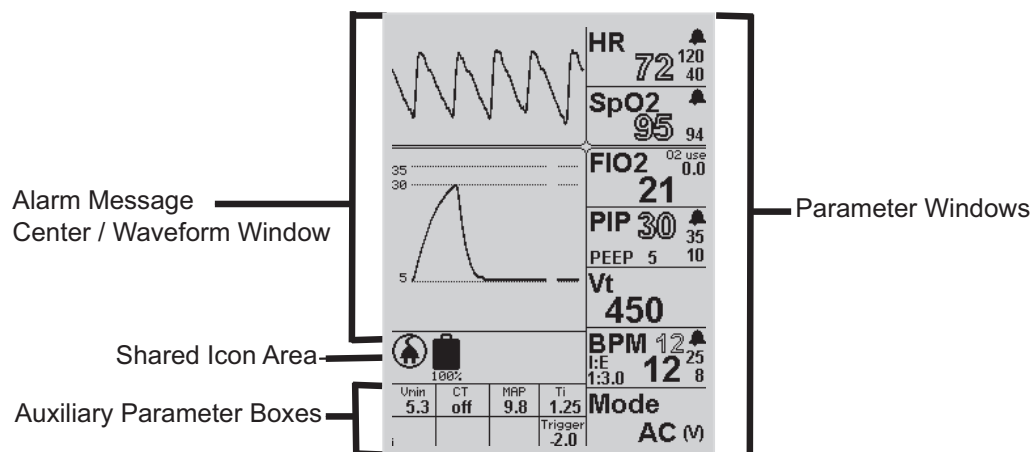 Alarm Message
Center / Waveform Window
Shared Icon Area
Auxiliary Parameter Boxes
35
30
5
100%
Vmin
5.3
CT
off
MAP
9.8
Ti
1.25
Trigger
-2.0
i
HR
72
120
40
SpO2
95
94
FIO2
O2 use
0.0
21
PIP 30
35
PEEP 5
10
Vt
450
BPM 12
I:E
1:3.0
12
25
8
Mode
AC (V)
Parameter Windows